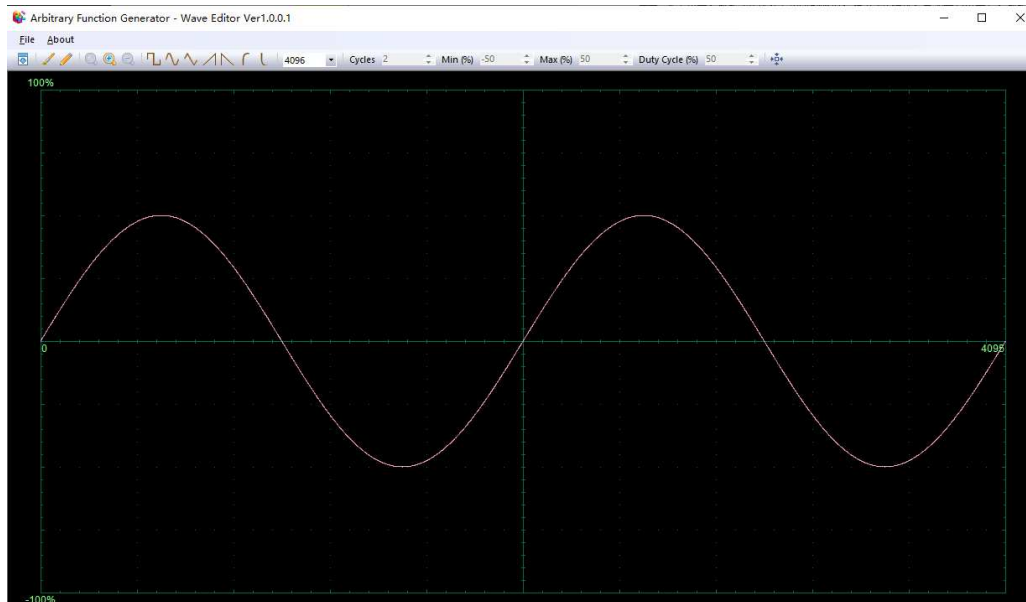 Arbitrary Function Generator - Wave Editor Ver1.0.0.1
File About
4096 Cycles 2 Min (%) -50 Max (%) 50 Duty Cycle (%) 50
100%
0 4095
-100%